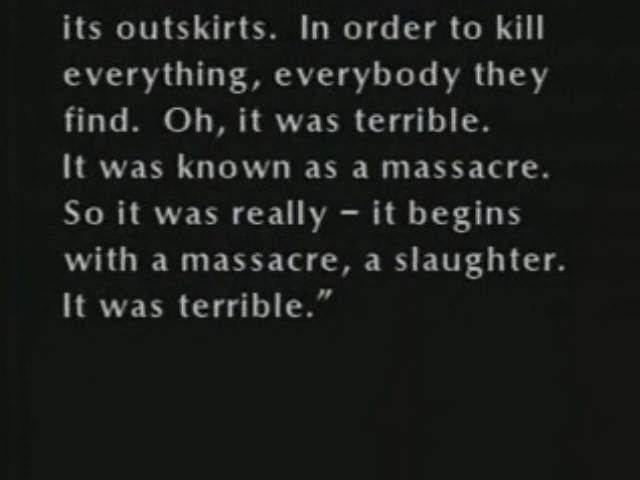 its outskirts. In order to kill
everything, everybody they
find. Oh, it was terrible.
It was known as a massacre.
So it was really – it begins
with a massacre, a slaughter.
It was terrible.”